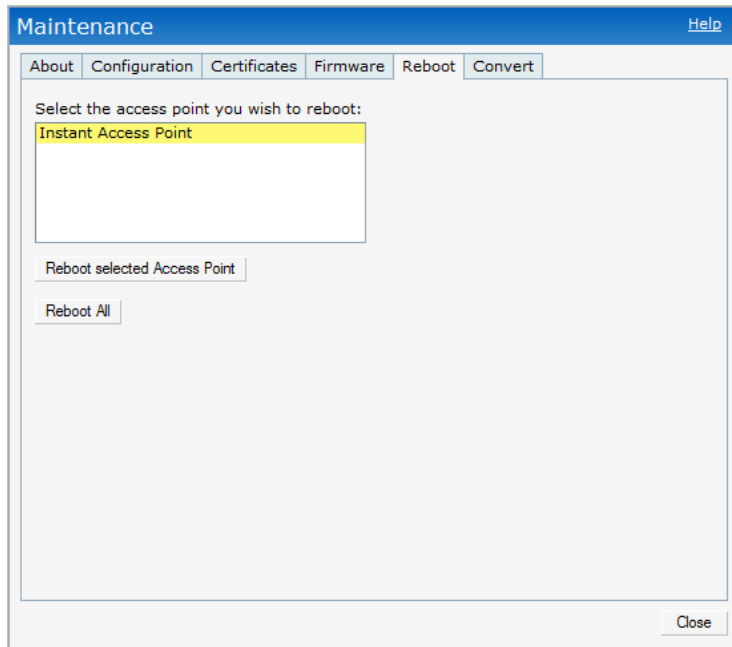 Maintenance Help
About Configuration Certificates Firmware Reboot Convert
Select the access point you wish to reboot:
Instant Access Point
Reboot selected Access Point
Reboot All
Close